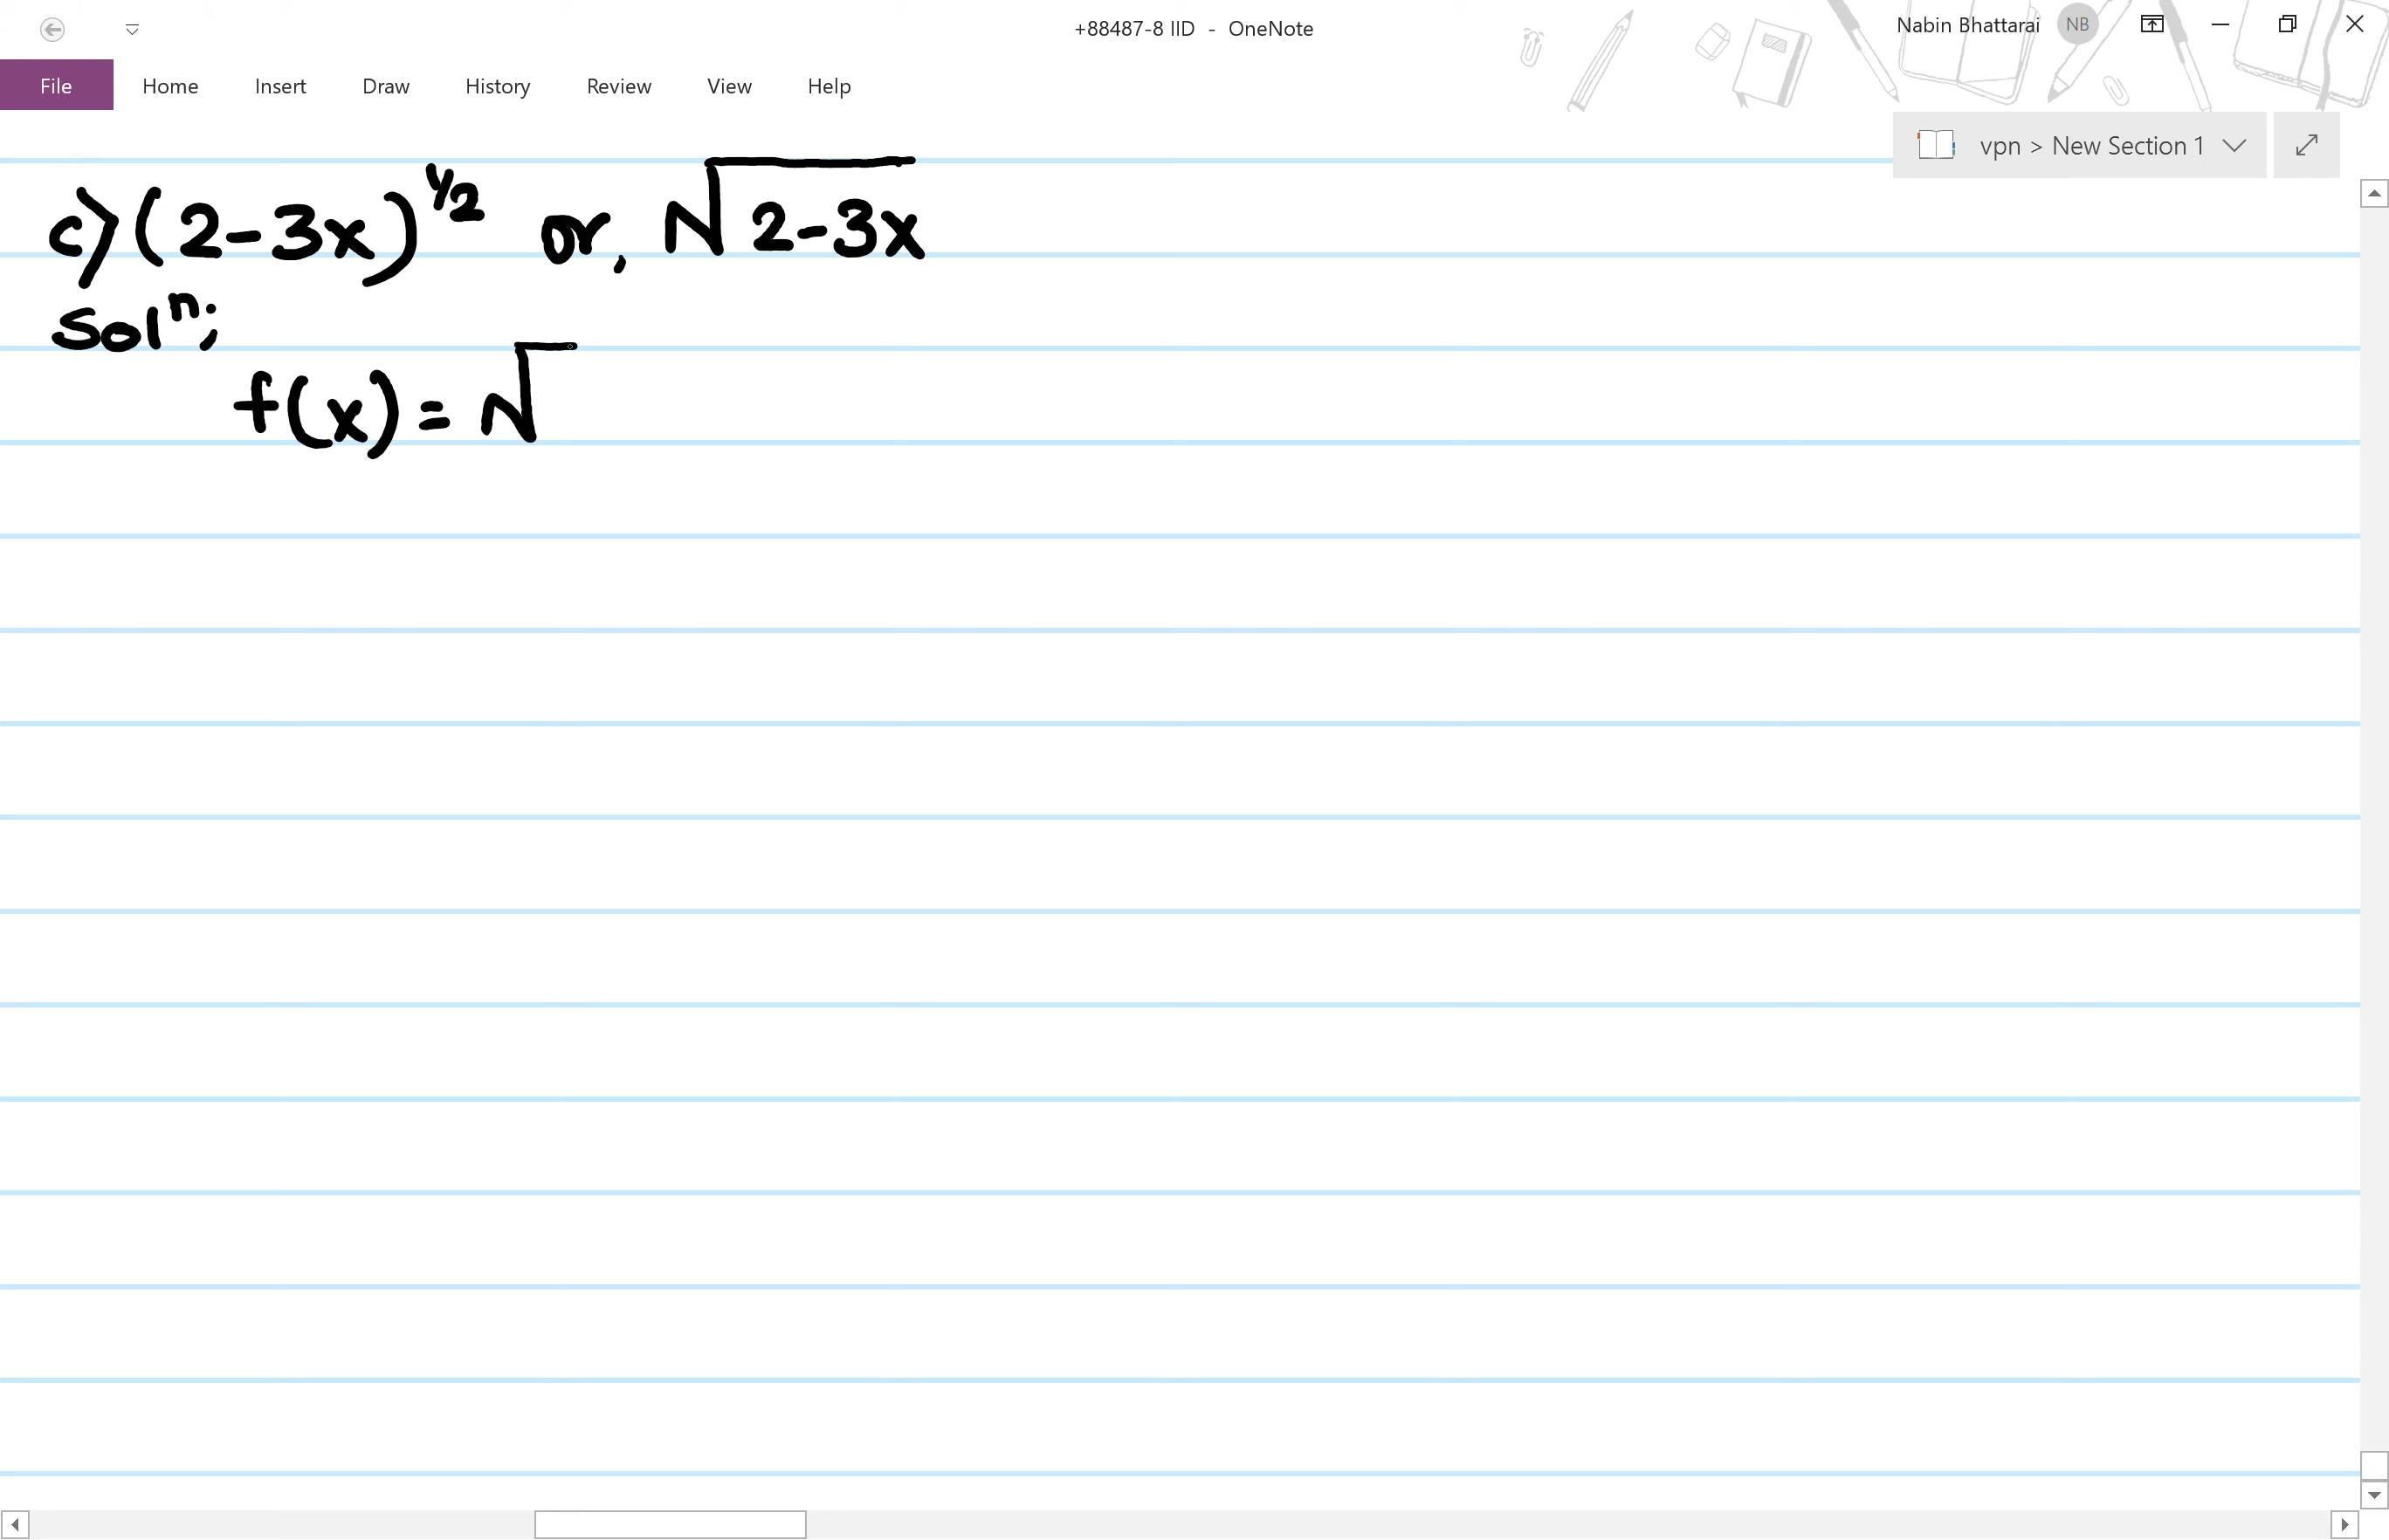 +88487-8 IID - OneNote
Nabin Bhattarai NB
File Home Insert Draw History Review View Help
vpn > New Section 1
c) (2-3x)^1/2 or, √2-3x
Solⁿ;
f(x) = √